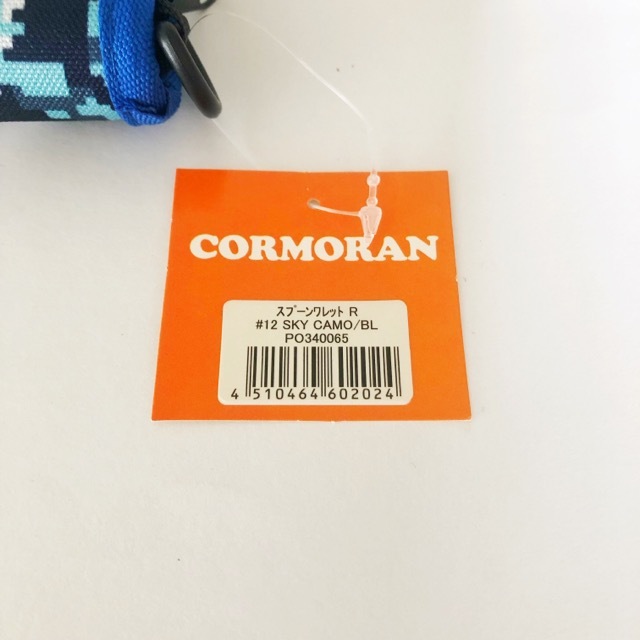 CORMORAN
ｽﾌﾟｰﾝﾜﾚｯﾄ R
#12 SKY CAMO/BL
PO340065
4 510464 602024